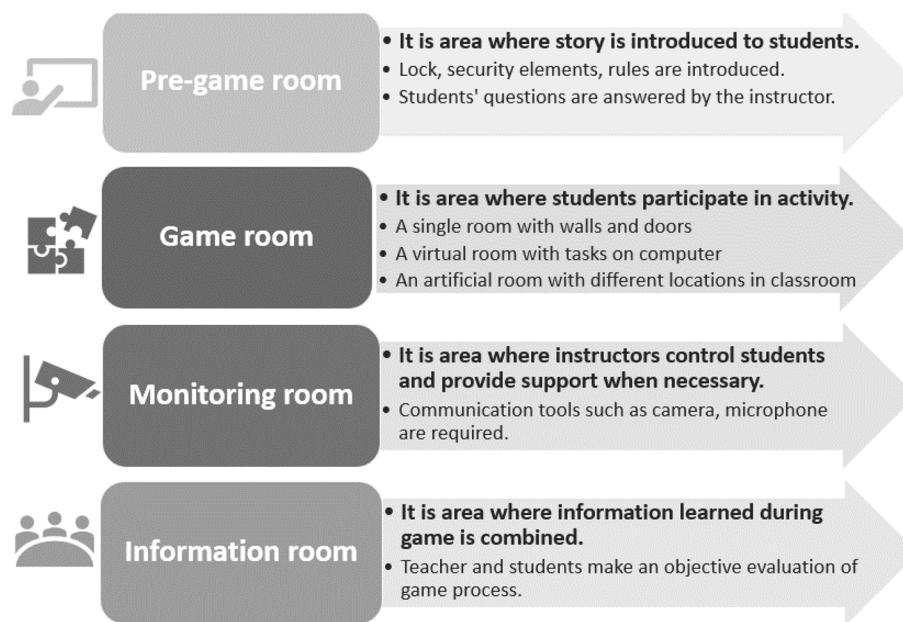 Pre-game room
• It is area where story is introduced to students.
• Lock, security elements, rules are introduced.
• Students' questions are answered by the instructor.
Game room
• It is area where students participate in activity.
• A single room with walls and doors
• A virtual room with tasks on computer
• An artificial room with different locations in classroom
Monitoring room
• It is area where instructors control students
and provide support when necessary.
• Communication tools such as camera, microphone
are required.
Information room
• It is area where information learned during
game is combined.
• Teacher and students make an objective evaluation of
game process.